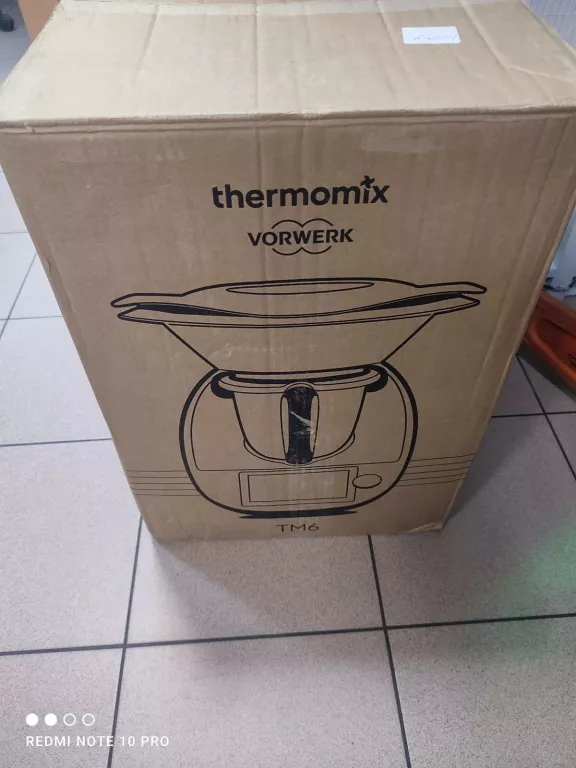 thermomix
VORWERK
TM6
REDMI NOTE 10 PRO